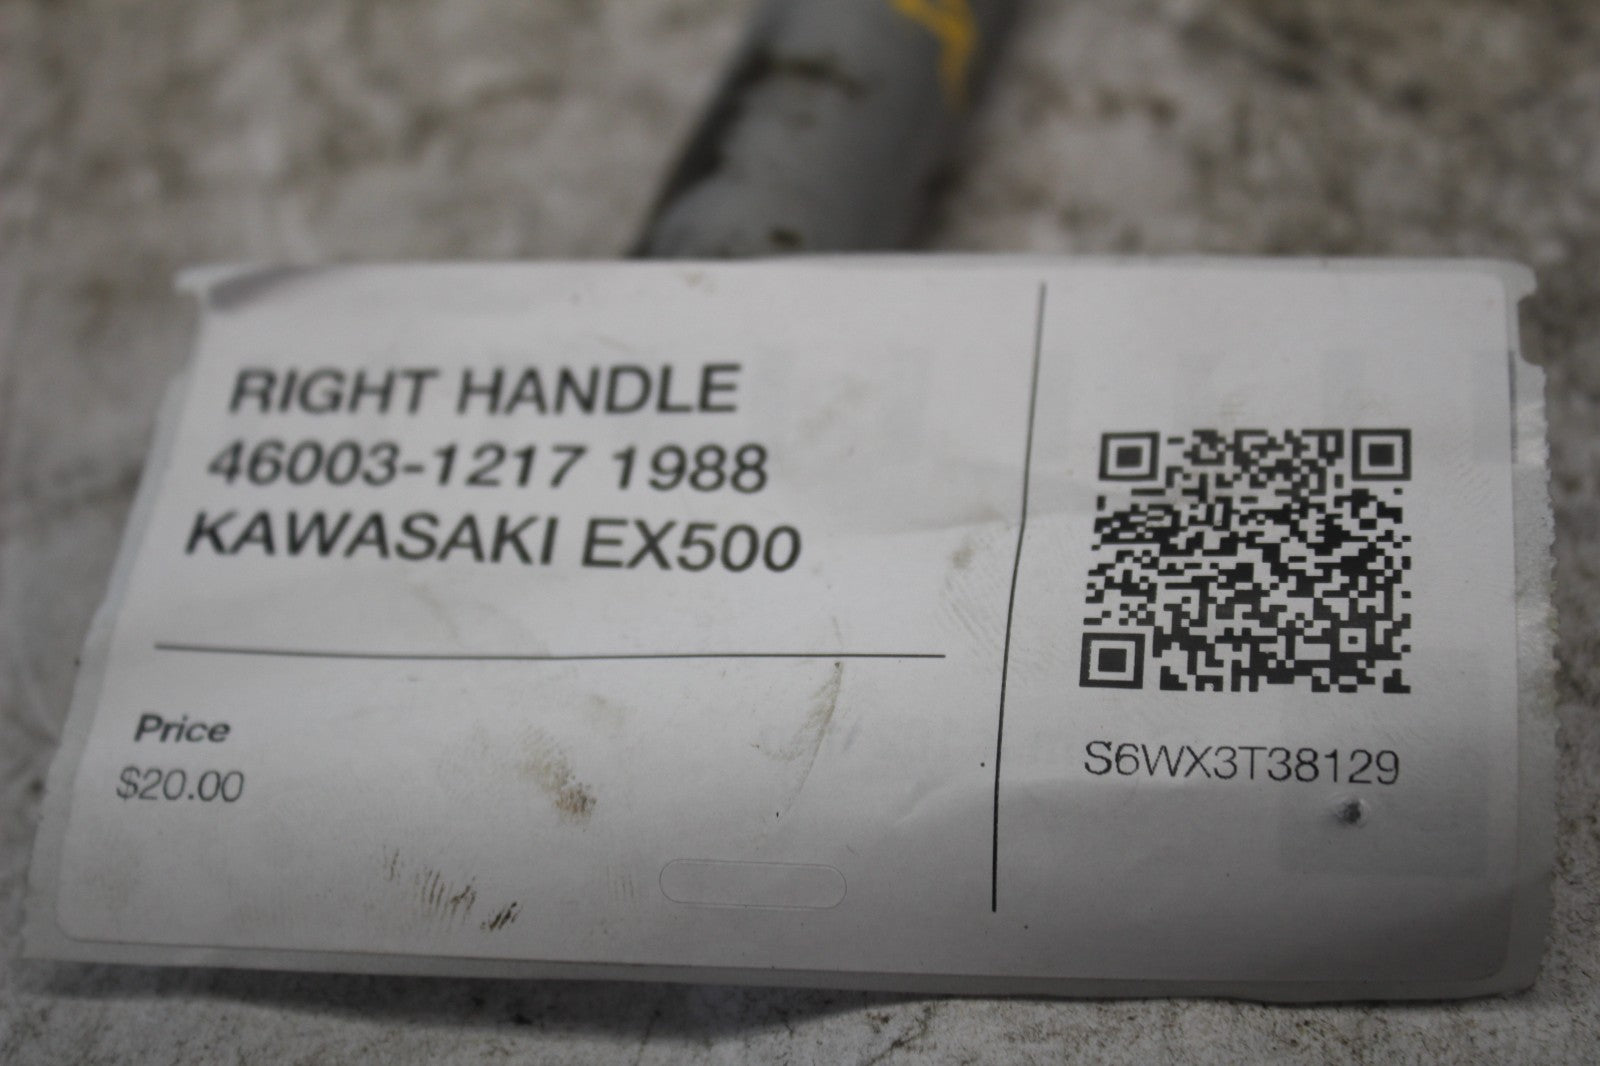 RIGHT HANDLE
46003-1217 1988
KAWASAKI EX500
Price
$20.00
S6WX3T38129